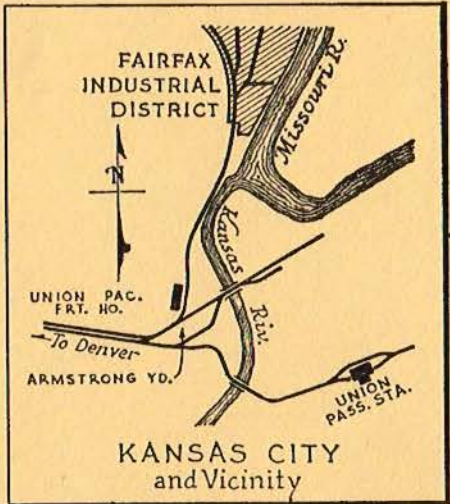 FAIRFAX
INDUSTRIAL
DISTRICT
Missouri R.
N
Kansas
Riv.
UNION PAC.
FRT. HO.
To Denver
ARMSTRONG YD.
UNION
PASS. STA.
KANSAS CITY
and Vicinity